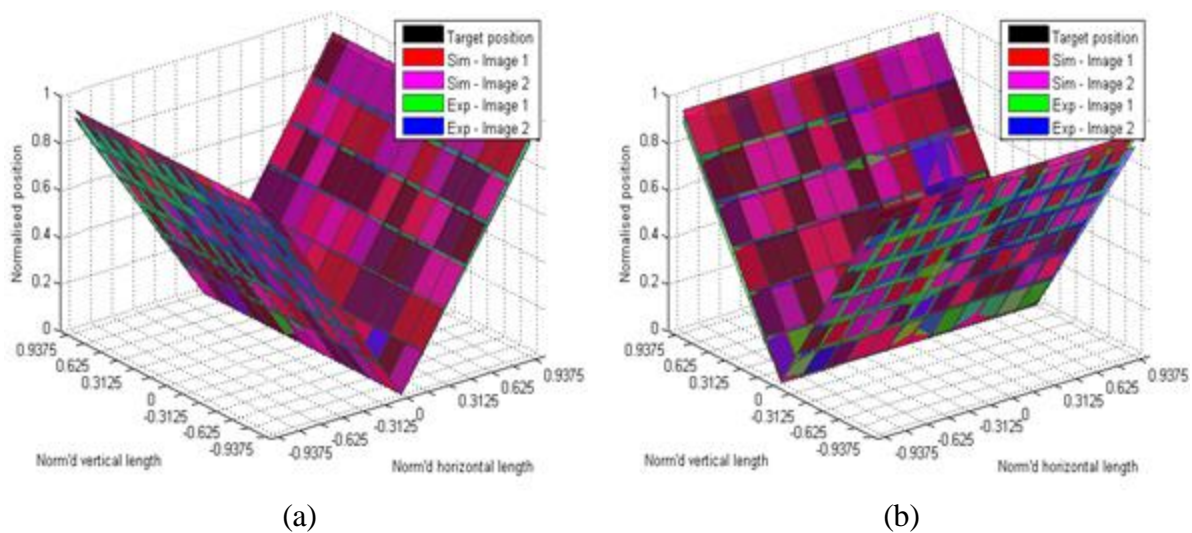 Target position
Sim - Image 1
Sim - Image 2
Exp - Image 1
Exp - Image 2
Normalised position
1
0.8
0.6
0.4
0.2
0
0.9375
0.625
0.3125
0
-0.3125
-0.625
-0.9375
Norm'd vertical length
-0.9375
-0.625
-0.3125
0
0.3125
0.625
0.9375
Norm'd horizontal length
(a)
Target position
Sim - Image 1
Sim - Image 2
Exp - Image 1
Exp - Image 2
Normalised position
1
0.8
0.6
0.4
0.2
0
0.9375
0.625
0.3125
0
-0.3125
-0.625
-0.9375
Norm'd vertical length
-0.9375
-0.625
-0.3125
0
0.3125
0.625
0.9375
Norm'd horizontal length
(b)